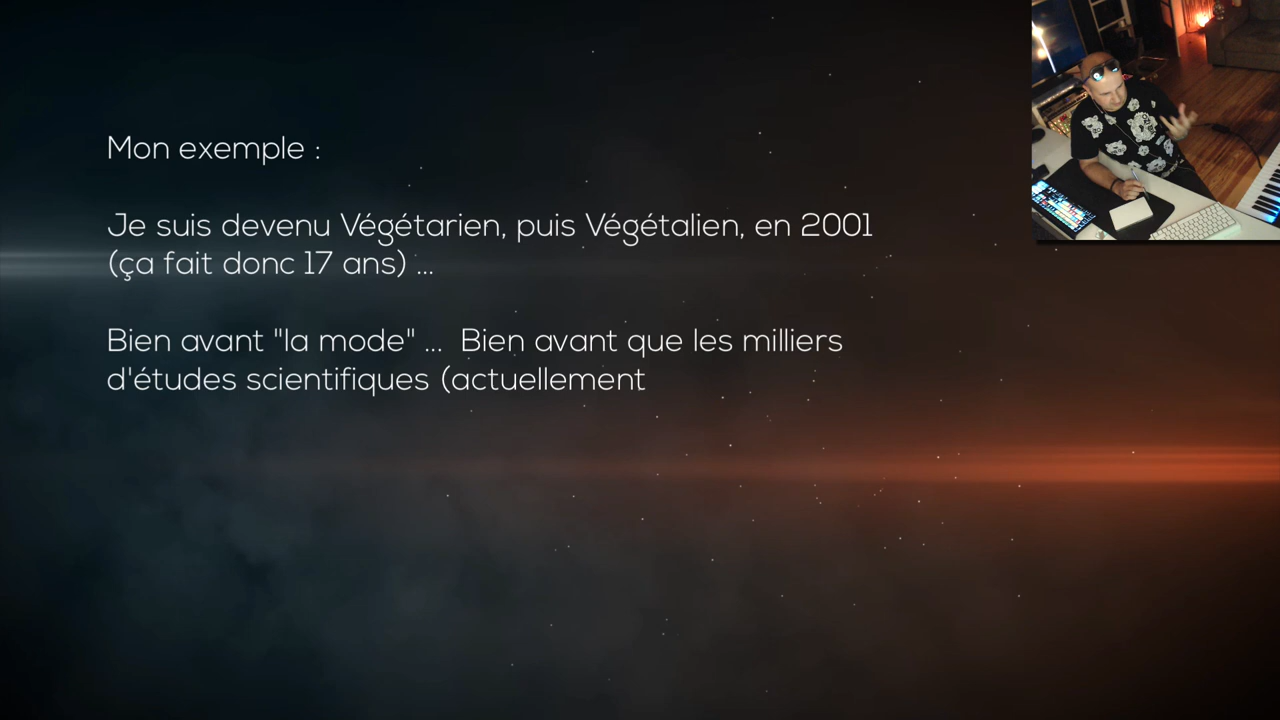 Mon exemple :
Je suis devenu Végétarien, puis Végétalien, en 2001
(ça fait donc 17 ans) ...
Bien avant "la mode" ... Bien avant que les milliers
d'études scientifiques (actuellement